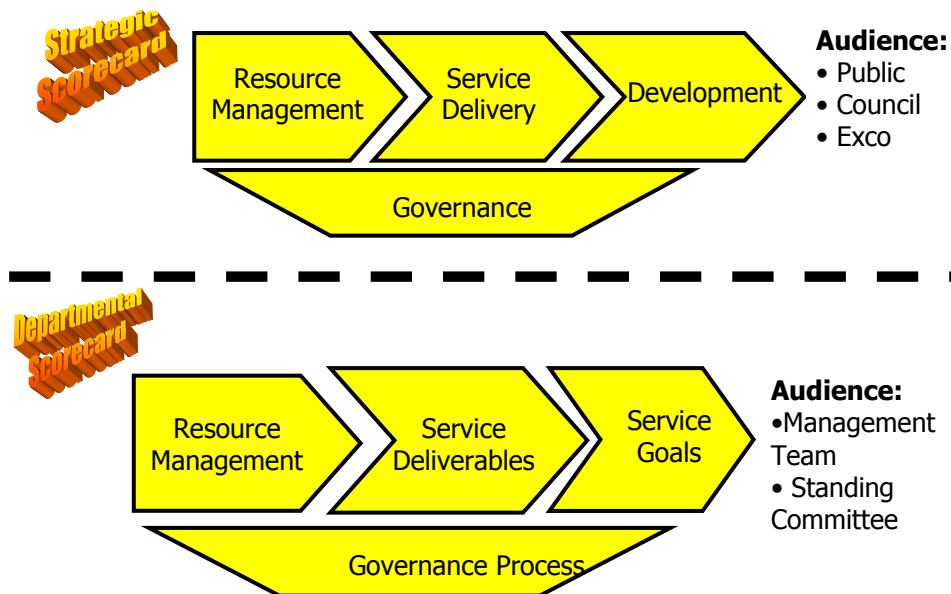 Strategic
Scorecard
Resource
Management
Service
Delivery
Development
Audience:
• Public
• Council
• Exco
Governance
Departmental
Scorecard
Resource
Management
Service
Deliverables
Service
Goals
Audience:
•Management
Team
• Standing
Committee
Governance Process